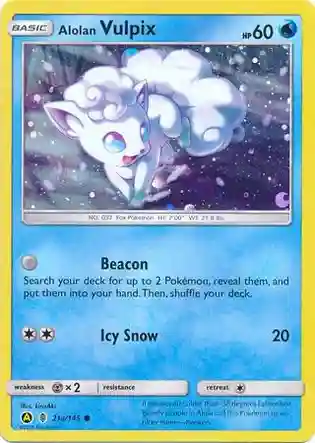 BASIC Alolan Vulpix HP 60
NO. 037 Fox Pokémon HT: 2'00" WT: 21.8 lbs.
Beacon
Search your deck for up to 2 Pokémon, reveal them, and
put them into your hand. Then, shuffle your deck.
Icy Snow 20
weakness ×2 resistance retreat
A 21a/145